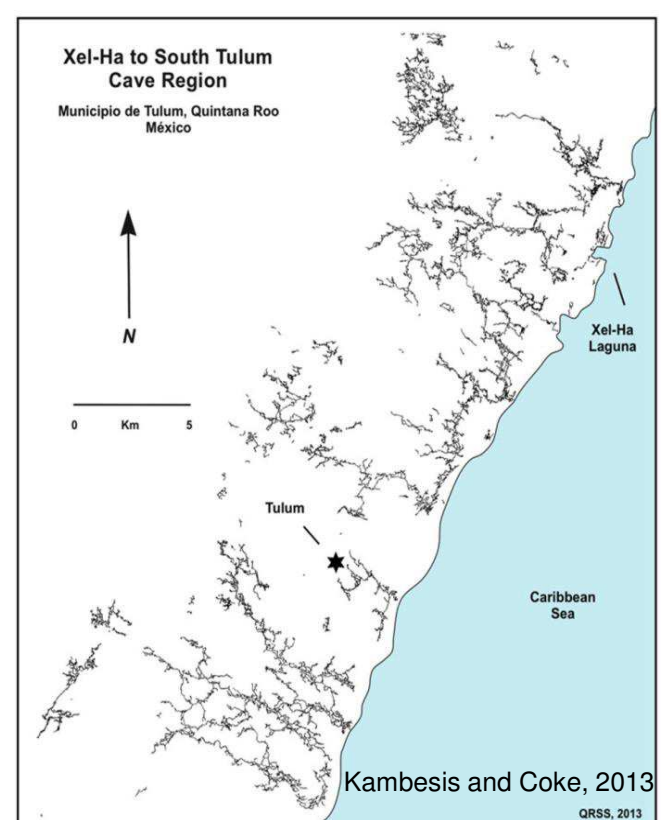 Xel-Ha to South Tulum
Cave Region
Municipio de Tulum, Quintana Roo
México
N
0 Km 5
Xel-Ha
Laguna
Tulum
Caribbean
Sea
Kambesis and Coke, 2013
QRSS, 2013